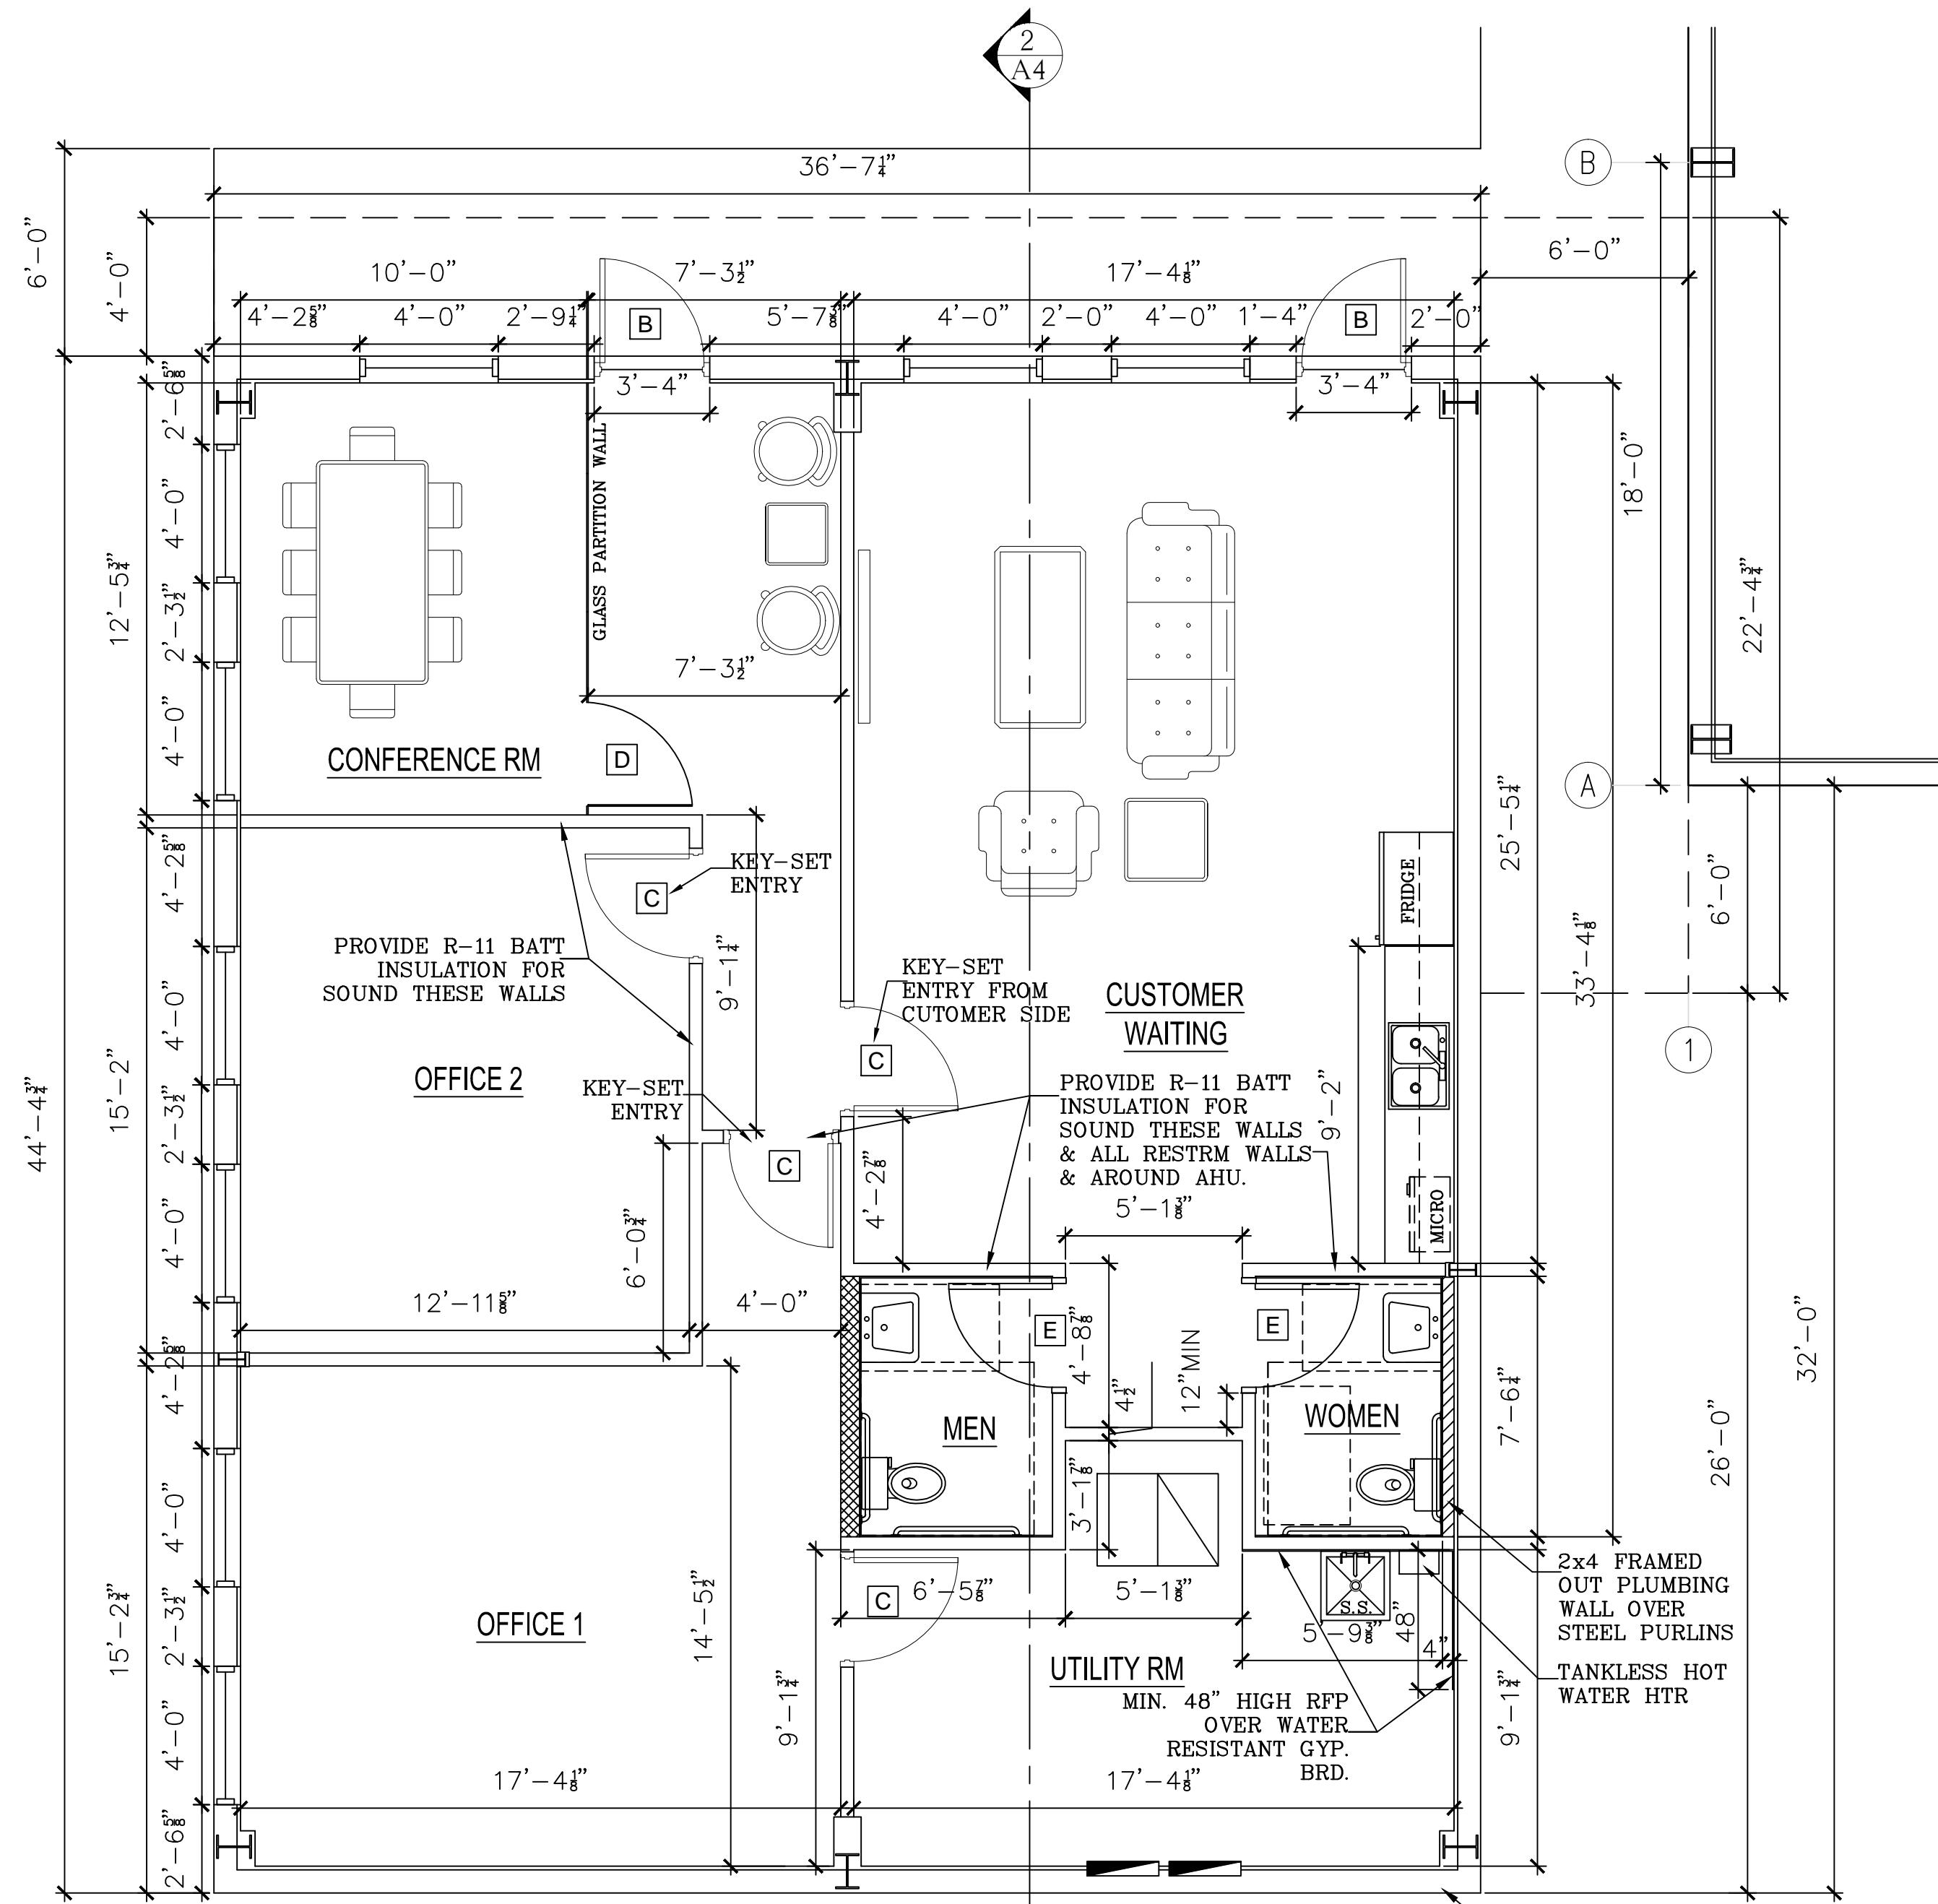 2
A4
36'-7¼"
B
6'-0"
4'-0"
6'-0"
10'-0"
7'-3½"
17'-4⅛"
4'-2⅝"
4'-0"
2'-9¼"
B
5'-7⅜"
4'-0"
2'-0"
4'-0"
1'-4"
B
2'-0"
3'-4"
3'-4"
2'-6⅝"
4'-0"
2'-3½"
4'-0"
4'-2⅝"
4'-0"
2'-3½"
4'-0"
4'-2⅝"
4'-0"
2'-3½"
4'-0"
2'-6⅝"
12'-5¾"
15'-2"
15'-2¾"
44'-4¾"
GLASS PARTITION WALL
7'-3½"
18'-0"
22'-4¾"
CONFERENCE RM
D
A
25'-5¼"
33'-4⅛"
6'-0"
KEY-SET
ENTRY
C
FRIDGE
PROVIDE R-11 BATT
INSULATION FOR
SOUND THESE WALLS
9'-1¼"
KEY-SET
ENTRY FROM
CUTOMER SIDE
CUSTOMER
WAITING
C
1
OFFICE 2
KEY-SET
ENTRY
C
PROVIDE R-11 BATT
INSULATION FOR
SOUND THESE WALLS
& ALL RESTRM WALLS
& AROUND AHU.
9'-2"
4'-2⅞"
MICRO
5'-1⅜"
6'-0¾"
12'-11⅝"
4'-0"
E
4'-8⅞"
E
4½"
12"MIN
MEN
WOMEN
7'-6¼"
32'-0"
26'-0"
3'-1⅞"
C
6'-5⅞"
5'-1⅜"
S.S.
5'-9⅜"
48"
4"
2x4 FRAMED
OUT PLUMBING
WALL OVER
STEEL PURLINS
TANKLESS HOT
WATER HTR
OFFICE 1
14'-5½"
9'-1¾"
UTILITY RM
MIN. 48" HIGH RFP
OVER WATER
RESISTANT GYP.
BRD.
9'-1¾"
17'-4⅛"
17'-4⅛"